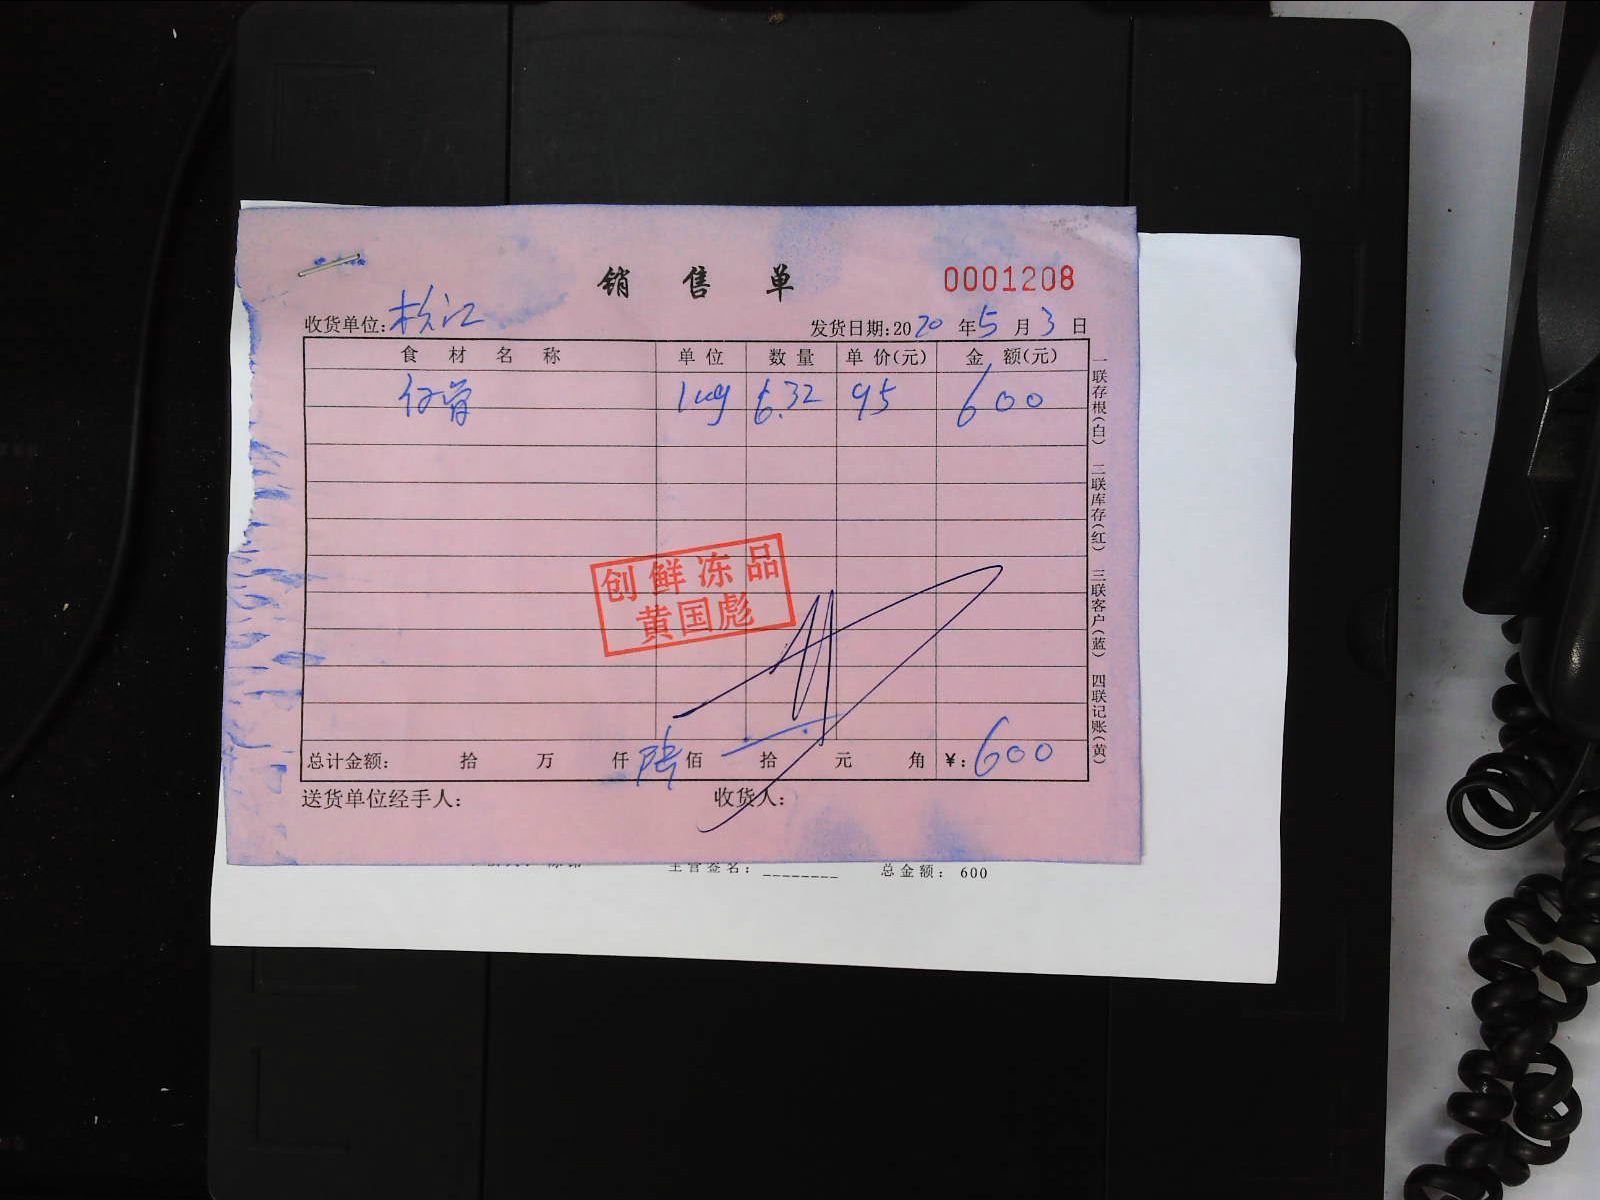 销售单 0001208
收货单位:松江 发货日期:2020年5月3日
食材名称 单位 数量 单价(元) 金额(元)
仔骨 1kg 6.32 95 600
创鲜冻品
黄国彪
总计金额: 拾 万 仟 陆佰 拾 元 角 ¥:600
送货单位经手人: 收货人:
一联存根(白) 二联库存(红) 三联客户(蓝) 四联记账(黄)
主管签名:________ 总金额: 600